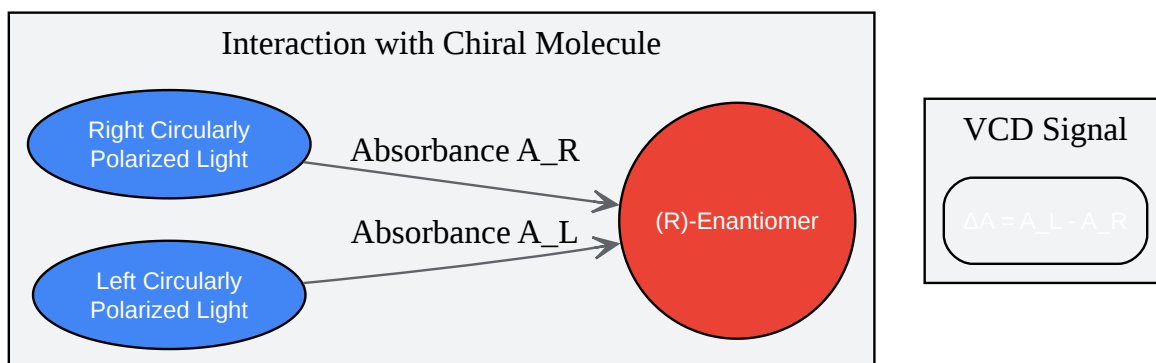 Interaction with Chiral Molecule
Right Circularly
Polarized Light
Absorbance A_R
Left Circularly
Polarized Light
Absorbance A_L
(R)-Enantiomer
VCD Signal
ΔA = A_L - A_R